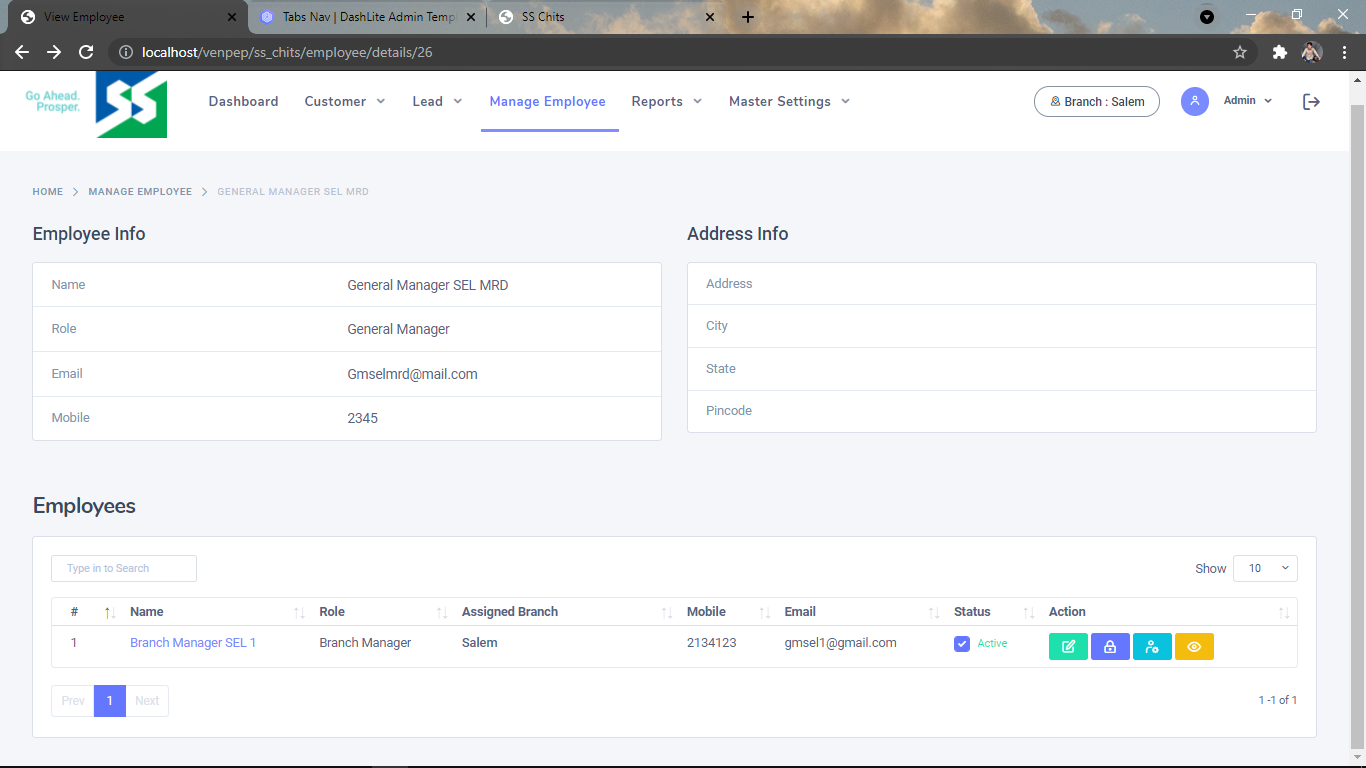 View Employee
Tabs Nav | DashLite Admin Templ
SS Chits
localhost/venpep/ss_chits/employee/details/26
Go Ahead.
Prosper.
SS
Dashboard
Customer
Lead
Manage Employee
Reports
Master Settings
Branch : Salem
Admin
HOME > MANAGE EMPLOYEE > GENERAL MANAGER SEL MRD
Employee Info
Name General Manager SEL MRD
Role General Manager
Email Gmselmrd@mail.com
Mobile 2345
Address Info
Address
City
State
Pincode
Employees
Type in to Search
Show 10
# Name Role Assigned Branch Mobile Email Status Action
1 Branch Manager SEL 1 Branch Manager Salem 2134123 gmsel1@gmail.com Active
Prev 1 Next
1 -1 of 1